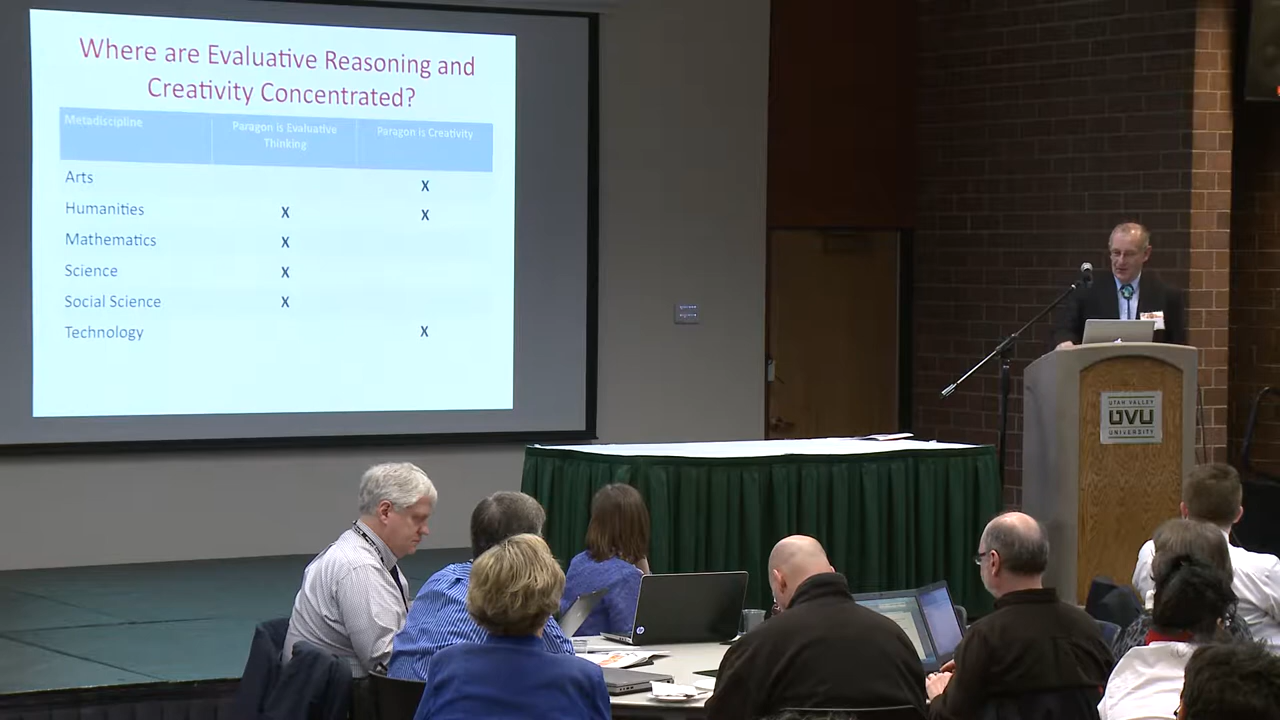 Where are Evaluative Reasoning and
Creativity Concentrated?
Metadiscipline Paragon is Evaluative Thinking Paragon is Creativity
Arts X
Humanities X X
Mathematics X
Science X
Social Science X
Technology X
UTAH VALLEY
UVU
UNIVERSITY
hp